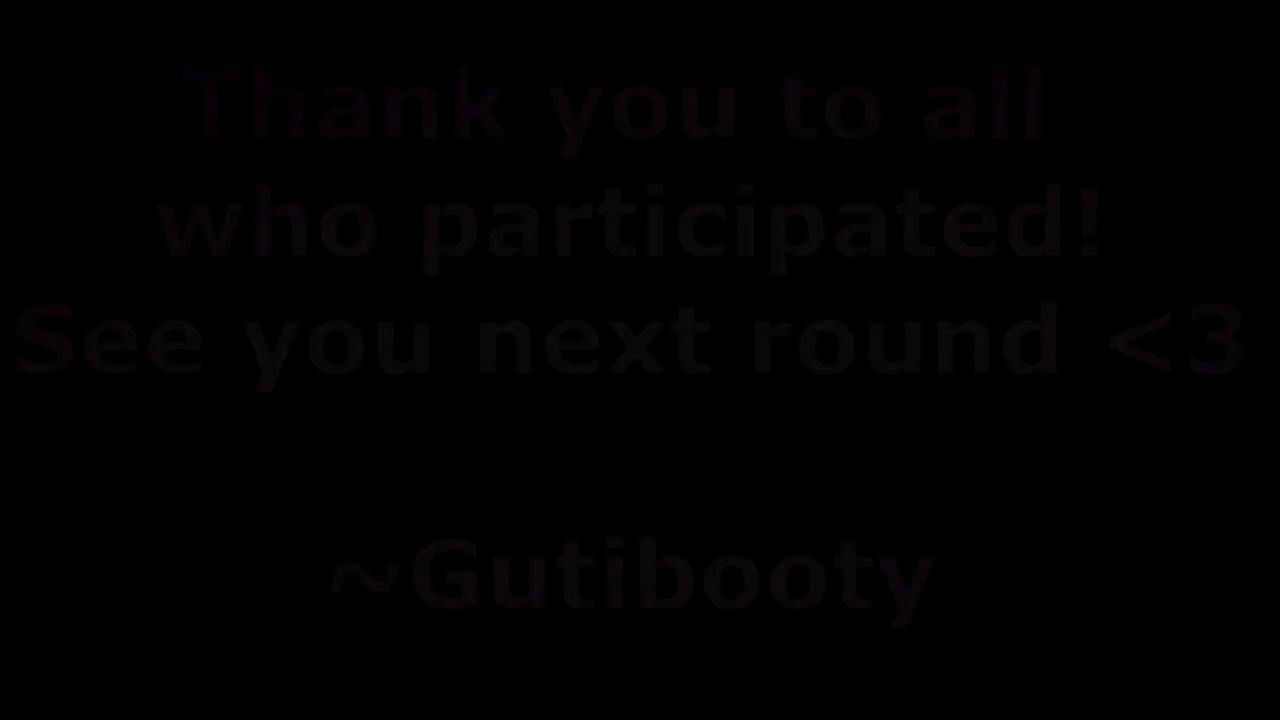 Thank you to all
who participated!
See you next round <3
~Gutibooty